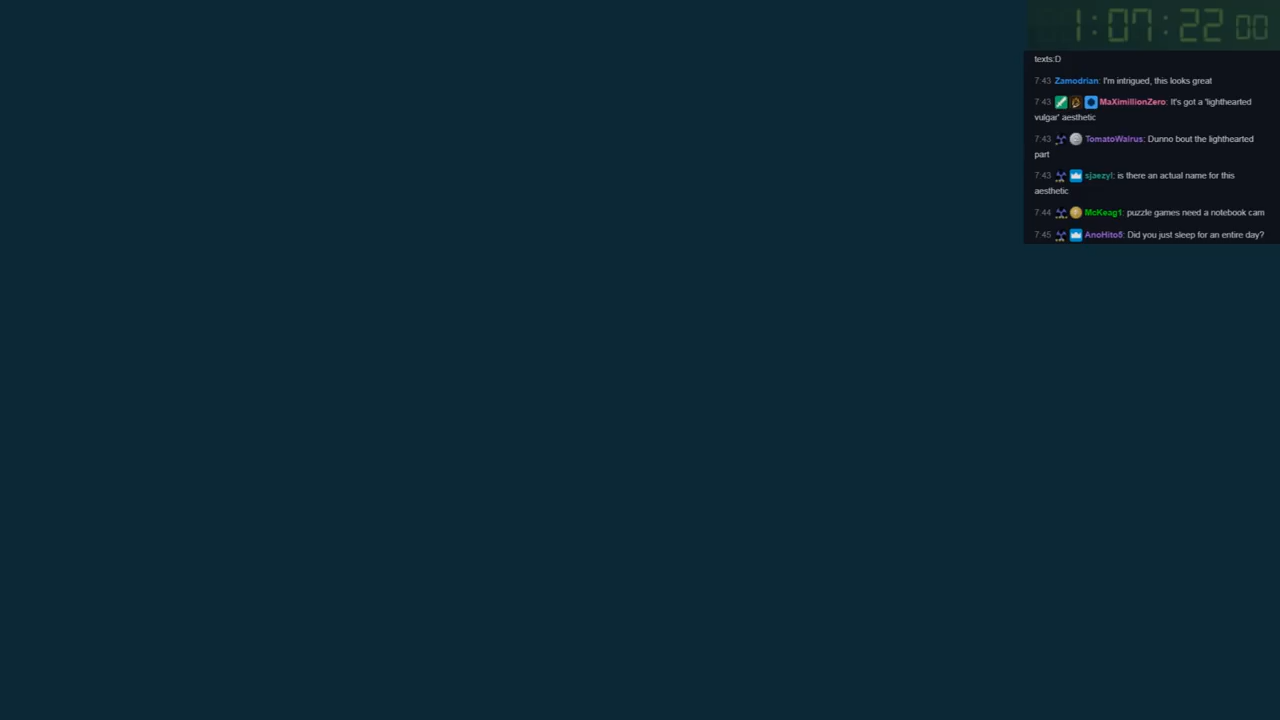 1:07:22 00
texts:D
7:43 Zamodrian: I'm intrigued, this looks great
7:43 MaXimillionZero: It's got a 'lighthearted
vulgar' aesthetic
7:43 TomatoWalrus: Dunno bout the lighthearted
part
7:43 sjaezyl: is there an actual name for this
aesthetic
7:44 McKeag1: puzzle games need a notebook cam
7:45 AnoHito5: Did you just sleep for an entire day?